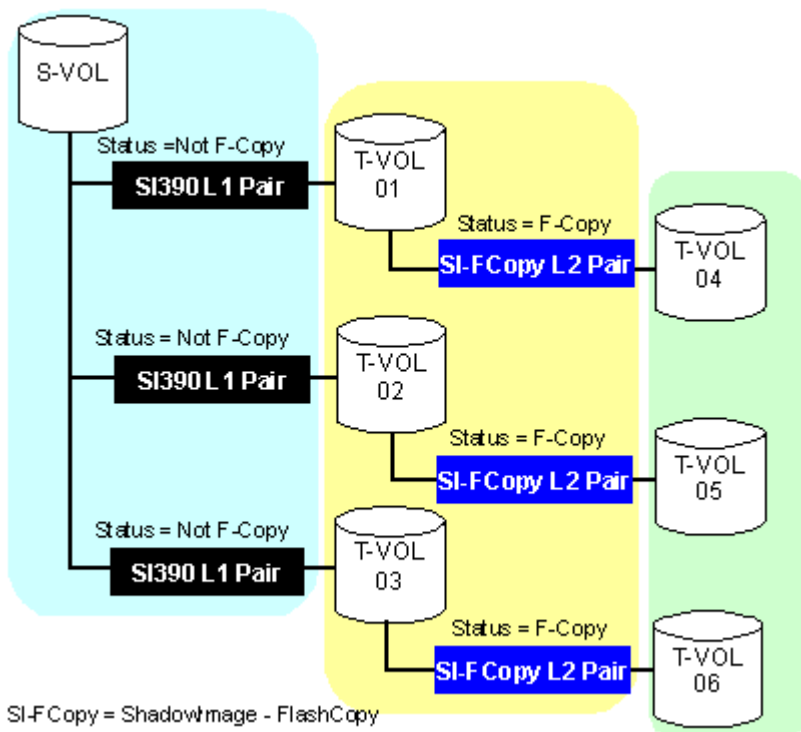 S-VOL
Status =Not F-Copy
SI390 L1 Pair
T-VOL
01
Status = F-Copy
SI-FCopy L2 Pair
T-VOL
04
Status = Not F-Copy
SI390 L1 Pair
T-VOL
02
Status = F-Copy
SI-FCopy L2 Pair
T-VOL
05
Status = Not F-Copy
SI390 L1 Pair
T-VOL
03
Status = F-Copy
SI-FCopy L2 Pair
T-VOL
06
SI-FCopy = ShadowImage - FlashCopy